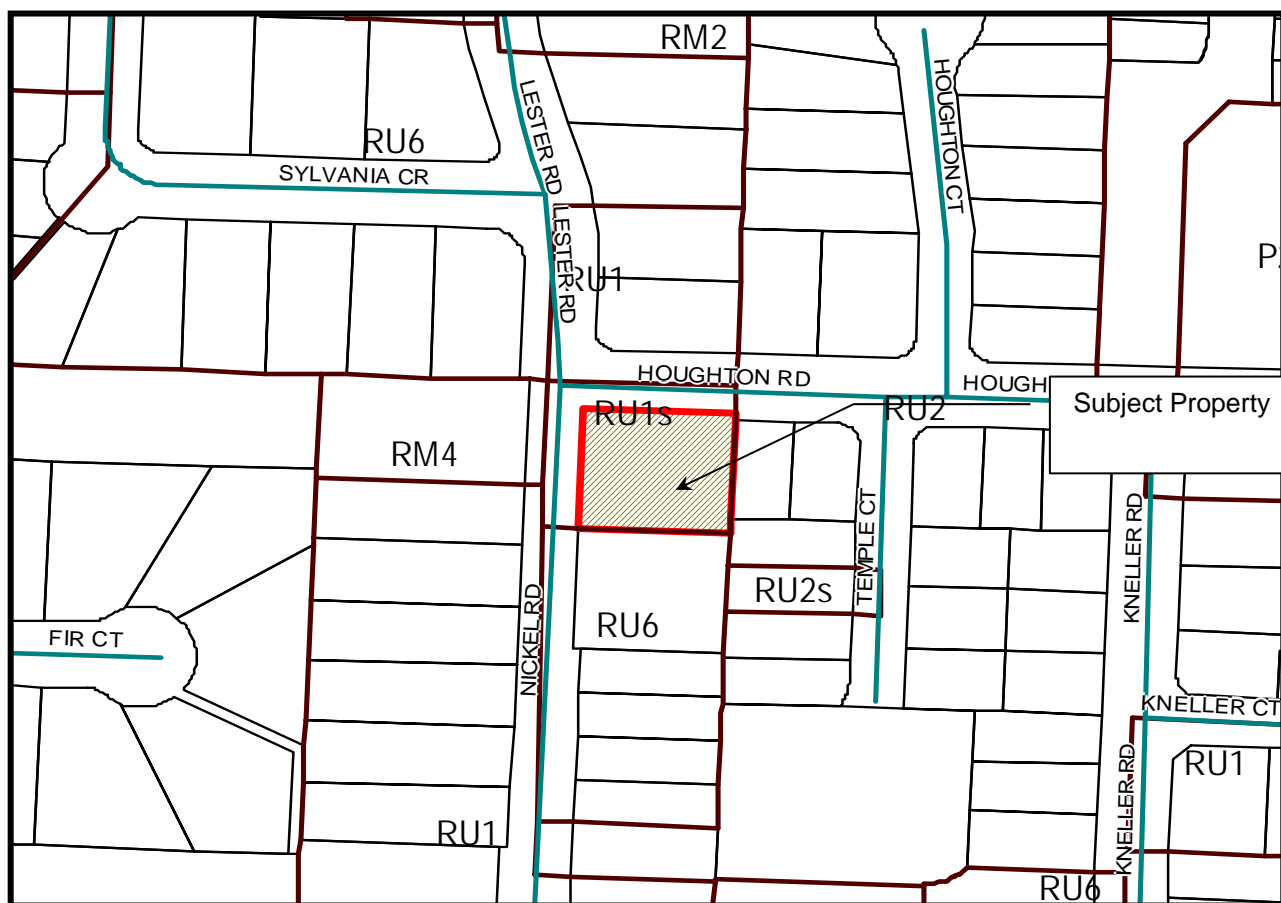 RM2
LESTER RD
HOUGHTON CT
RU6
SYLVANIA CR
LESTER RD
RU1
P2
HOUGHTON RD
HOUGH
Subject Property
RU1s
RU2
RM4
KNELLER RD
TEMPLE CT
RU2s
NICKEL RD
RU6
FIR CT
KNELLER CT
KNELLER RD
RU1
RU1
RU6